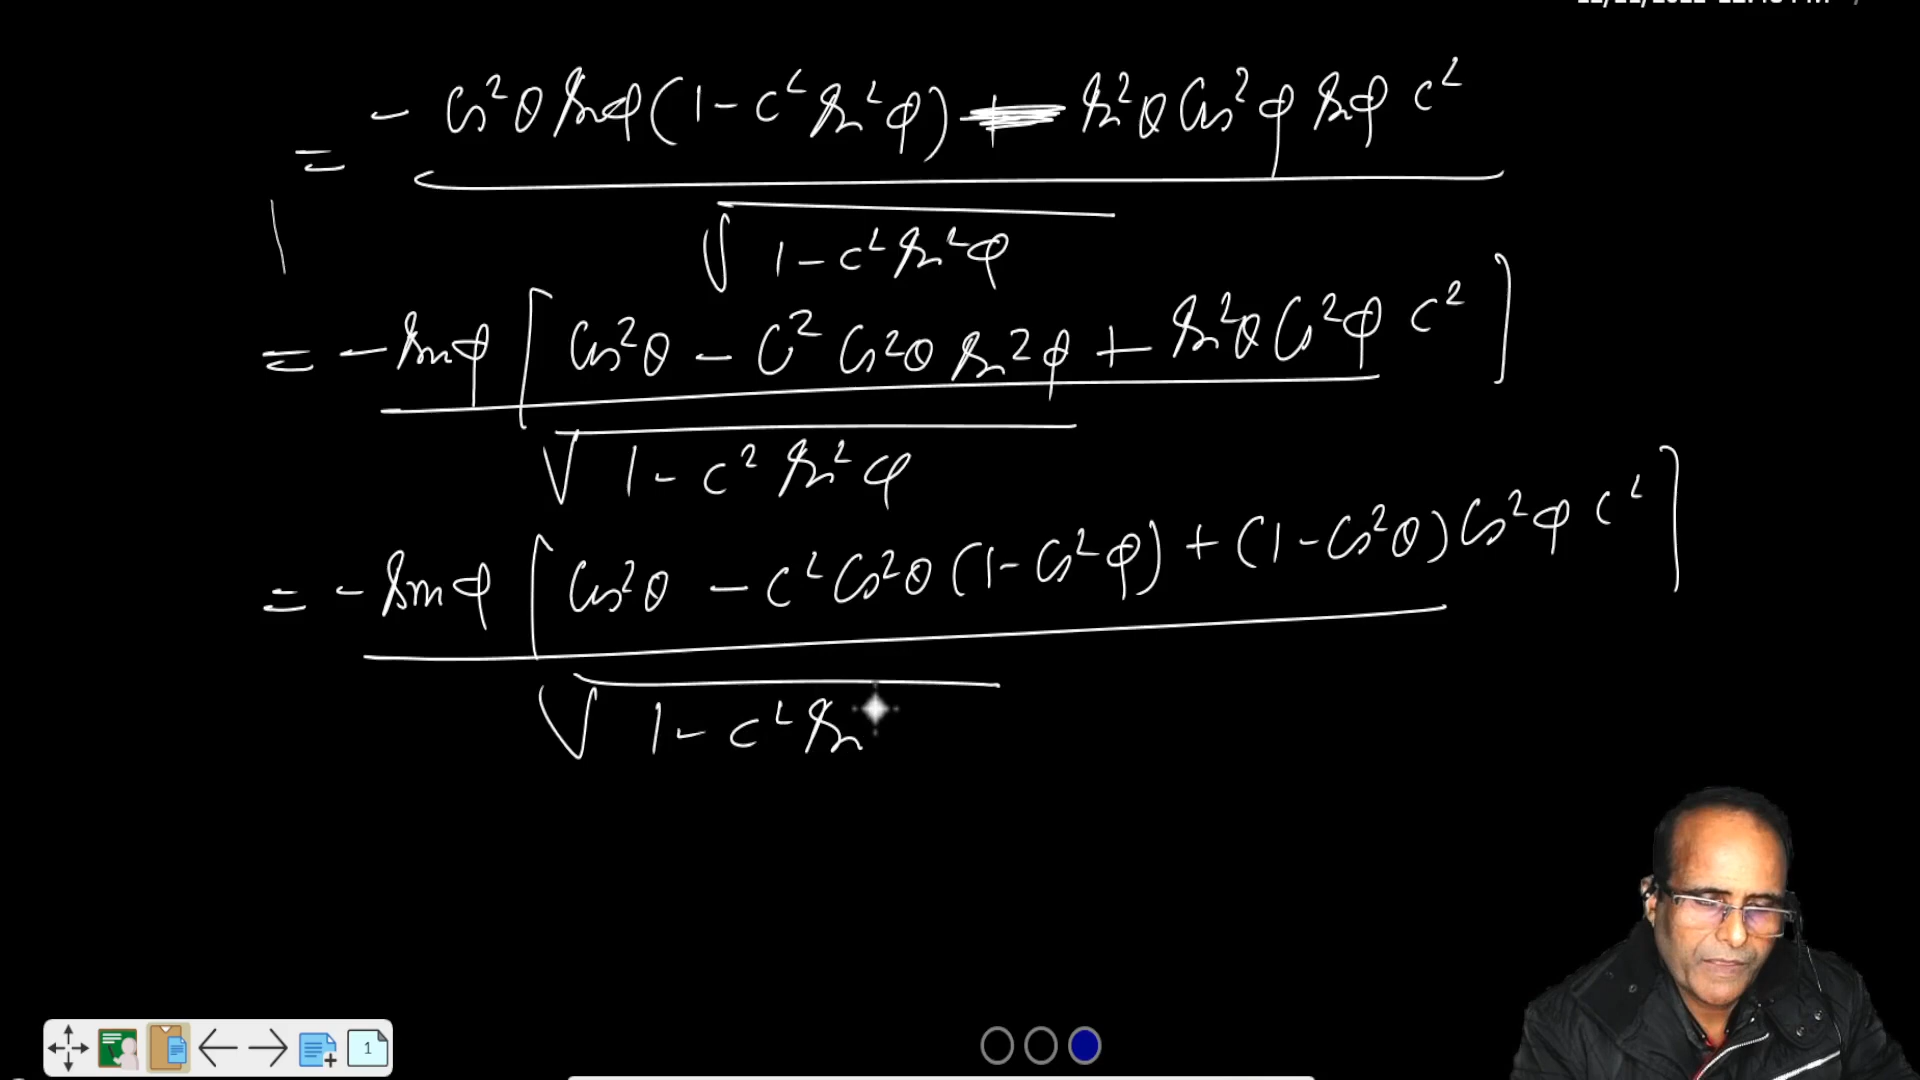 - Cos²θ Sinφ(1-c² Sin²φ) - Sin²θ Cos²φ Sinφ c²
=
√1-c² Sin²φ
= -Sinφ [Cos²θ - C² Cos²θ Sin²φ + Sin²θ Cos²φ C²]
√1-c² Sin²φ
= -Sinφ [Cos²θ - c² Cos²θ (1-Cos²φ) + (1-Cos²θ) Cos²φ c²]
√1-c² Sin
1